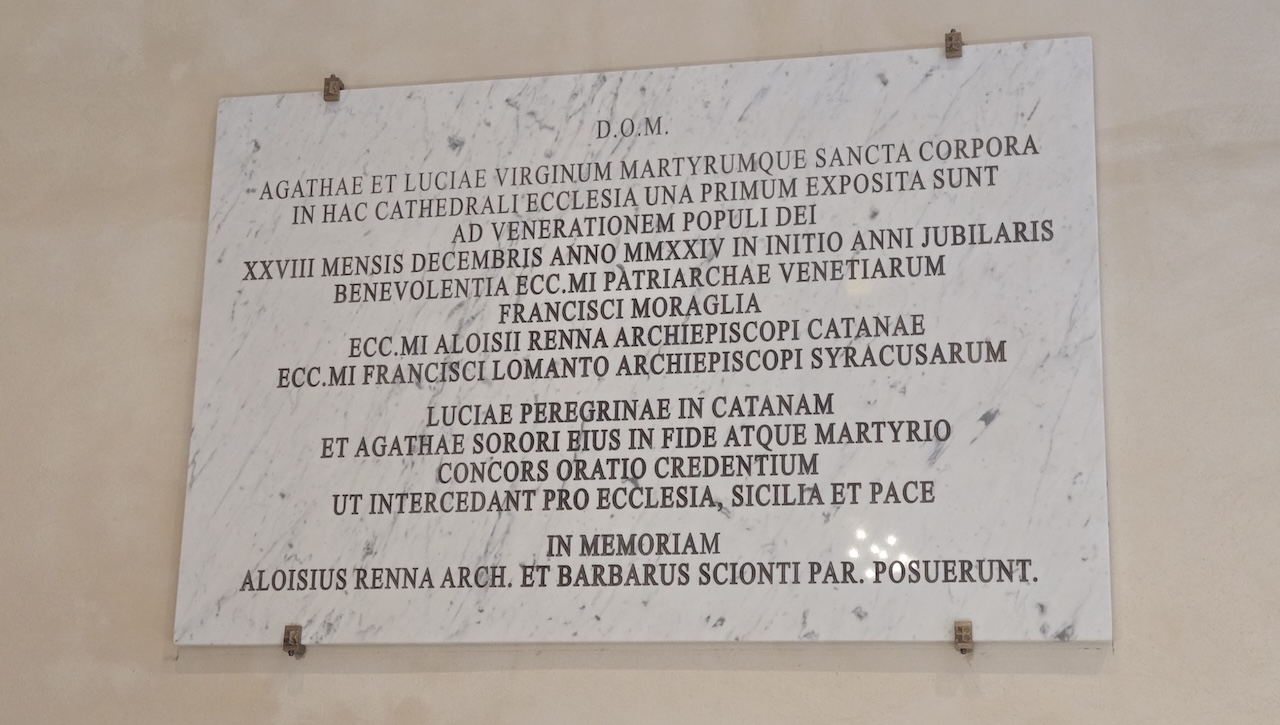 D.O.M.
AGATHAE ET LUCIAE VIRGINUM MARTYRUMQUE SANCTA CORPORA
IN HAC CATHEDRALI ECCLESIA UNA PRIMUM EXPOSITA SUNT
AD VENERATIONEM POPULI DEI
XXVIII MENSIS DECEMBRIS ANNO MMXXIV IN INITIO ANNI JUBILARIS
BENEVOLENTIA ECC.MI PATRIARCHAE VENETIARUM
FRANCISCI MORAGLIA
ECC.MI ALOISII RENNA ARCHIEPISCOPI CATANAE
ECC.MI FRANCISCI LOMANTO ARCHIEPISCOPI SYRACUSARUM
LUCIAE PEREGRINAE IN CATANAM
ET AGATHAE SORORI EIUS IN FIDE ATQUE MARTYRIO
CONCORS ORATIO CREDENTIUM
UT INTERCEDANT PRO ECCLESIA, SICILIA ET PACE
IN MEMORIAM
ALOISIUS RENNA ARCH. ET BARBARUS SCIONTI PAR. POSUERUNT.